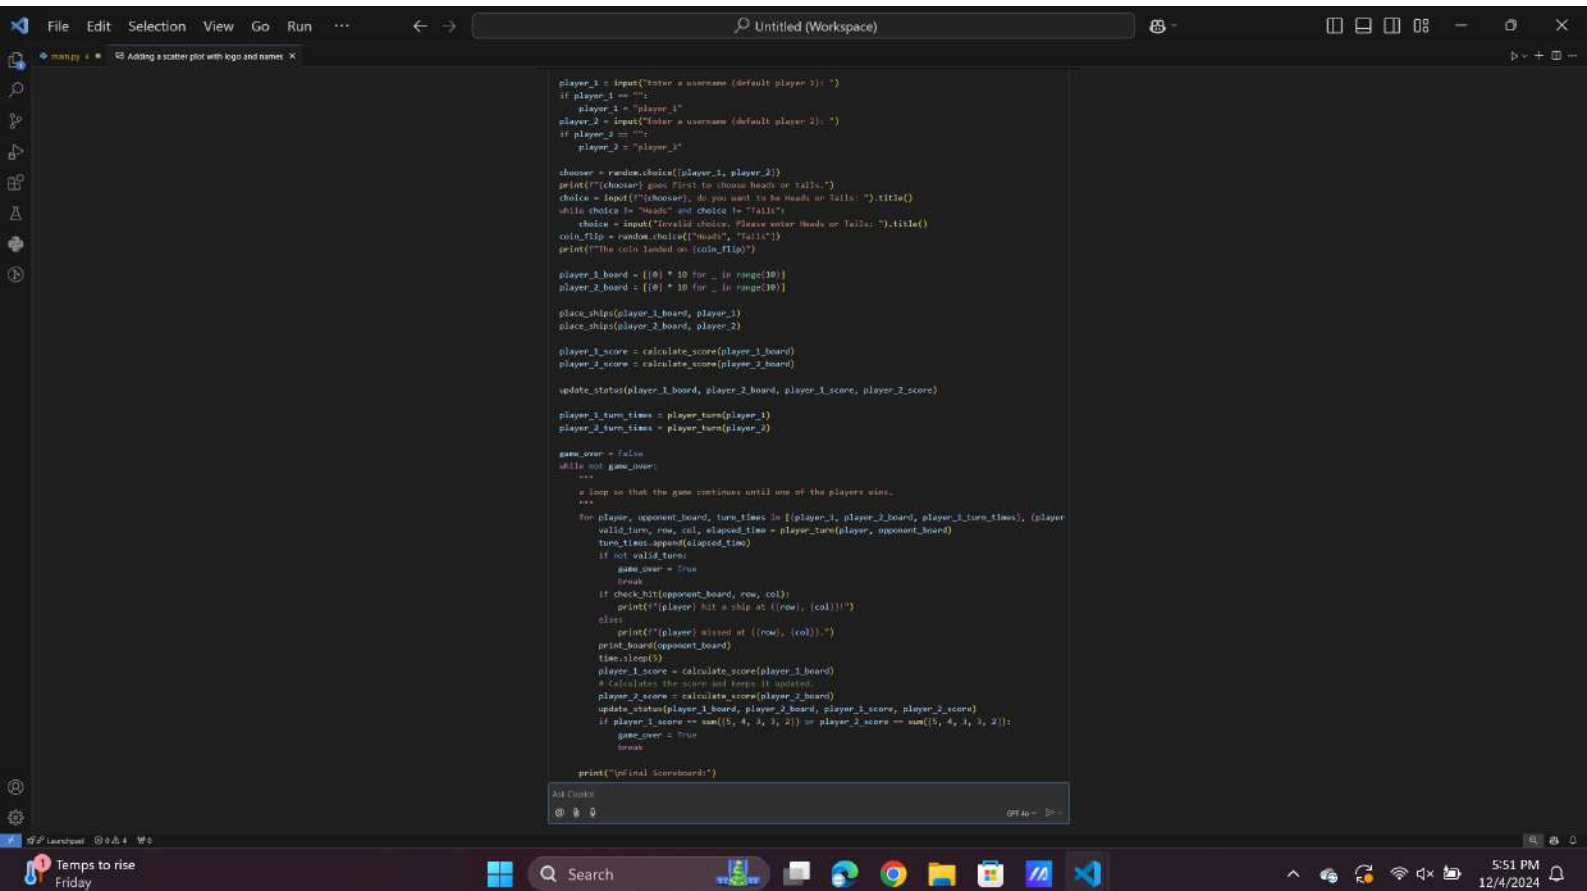 File Edit Selection View Go Run ···
Untitled (Workspace)
main.py 4
Adding a scatter plot with logo and names
player_1 = input("Enter a username (default player 1): ")
if player_1 == "":
    player_1 = "player_1"
player_2 = input("Enter a username (default player 2): ")
if player_2 == "":
    player_2 = "player_2"
chooser = random.choice([player_1, player_2])
print(f"{chooser} goes first to choose heads or tails.")
choice = input(f"{chooser}, do you want to be Heads or Tails: ").title()
while choice != "Heads" and choice != "Tails":
    choice = input("Invalid choice. Please enter Heads or Tails: ").title()
coin_flip = random.choice(["Heads", "Tails"])
print(f"The coin landed on {coin_flip}")
player_1_board = [[0] * 10 for _ in range(10)]
player_2_board = [[0] * 10 for _ in range(10)]
place_ships(player_1_board, player_1)
place_ships(player_2_board, player_2)
player_1_score = calculate_score(player_1_board)
player_2_score = calculate_score(player_2_board)
update_status(player_1_board, player_2_board, player_1_score, player_2_score)
player_1_turn_times = player_turn(player_1)
player_2_turn_times = player_turn(player_2)
game_over = False
while not game_over:
    """
    a loop so that the game continues until one of the players wins.
    """
    for player, opponent_board, turn_times in [(player_1, player_2_board, player_1_turn_times), (player
        valid_turn, row, col, elapsed_time = player_turn(player, opponent_board)
        turn_times.append(elapsed_time)
        if not valid_turn:
            game_over = True
            break
        if check_hit(opponent_board, row, col):
            print(f"{player} hit a ship at ({row}, {col})!")
        else:
            print(f"{player} missed at ({row}, {col}).")
        print_board(opponent_board)
        time.sleep(5)
        player_1_score = calculate_score(player_1_board)
        # Calculates the score and keeps it updated.
        player_2_score = calculate_score(player_2_board)
        update_status(player_1_board, player_2_board, player_1_score, player_2_score)
        if player_1_score == sum([5, 4, 3, 3, 2]) or player_2_score == sum([5, 4, 3, 3, 2]):
            game_over = True
            break
    print("\nFinal Scoreboard:")
Ask Copilot
GPT 4o
Launchpad 0 4 0
1
Temps to rise
Friday
Search
5:51 PM
12/4/2024